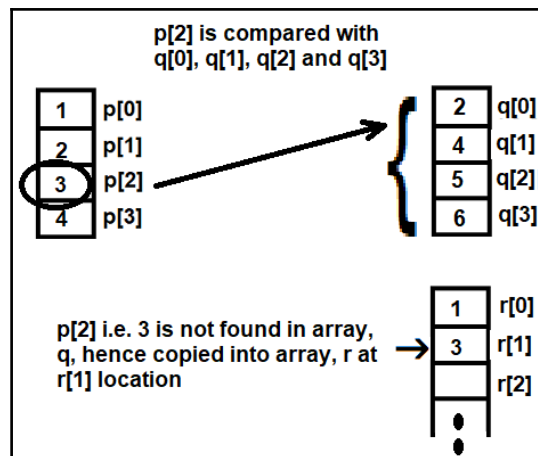 p[2] is compared with
q[0], q[1], q[2] and q[3]
1 p[0]
2 p[1]
3 p[2]
4 p[3]
2 q[0]
4 q[1]
5 q[2]
6 q[3]
p[2] i.e. 3 is not found in array,
q, hence copied into array, r at
r[1] location
1 r[0]
3 r[1]
r[2]